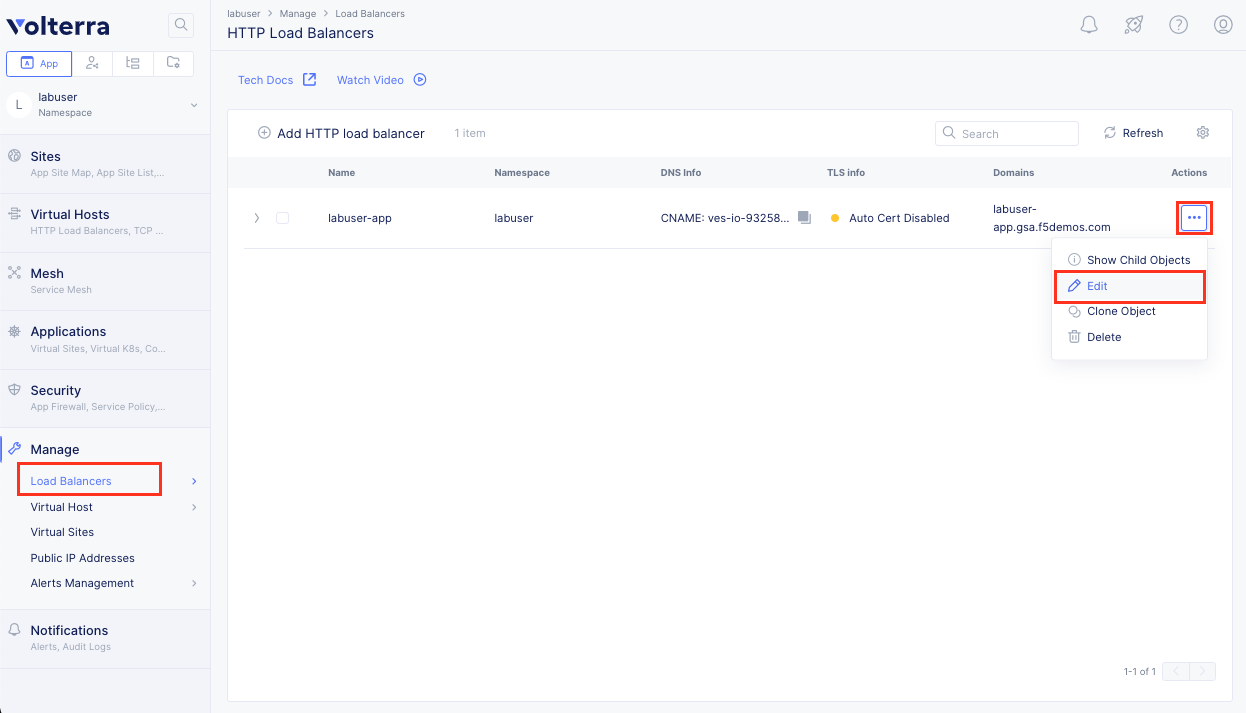 Volterra
App
L
labuser
Namespace
Sites
App Site Map, App Site List,...
Virtual Hosts
HTTP Load Balancers, TCP ...
Mesh
Service Mesh
Applications
Virtual Sites, Virtual K8s, Co...
Security
App Firewall, Service Policy,...
Manage
Load Balancers
Virtual Host
Virtual Sites
Public IP Addresses
Alerts Management
Notifications
Alerts, Audit Logs
labuser > Manage > Load Balancers
HTTP Load Balancers
Tech Docs Watch Video
Add HTTP load balancer 1 item Search Refresh
Name Namespace DNS Info TLS info Domains Actions
labuser-app labuser CNAME: ves-io-93258... Auto Cert Disabled labuser-
app.gsa.f5demos.com
Show Child Objects
Edit
Clone Object
Delete
1-1 of 1